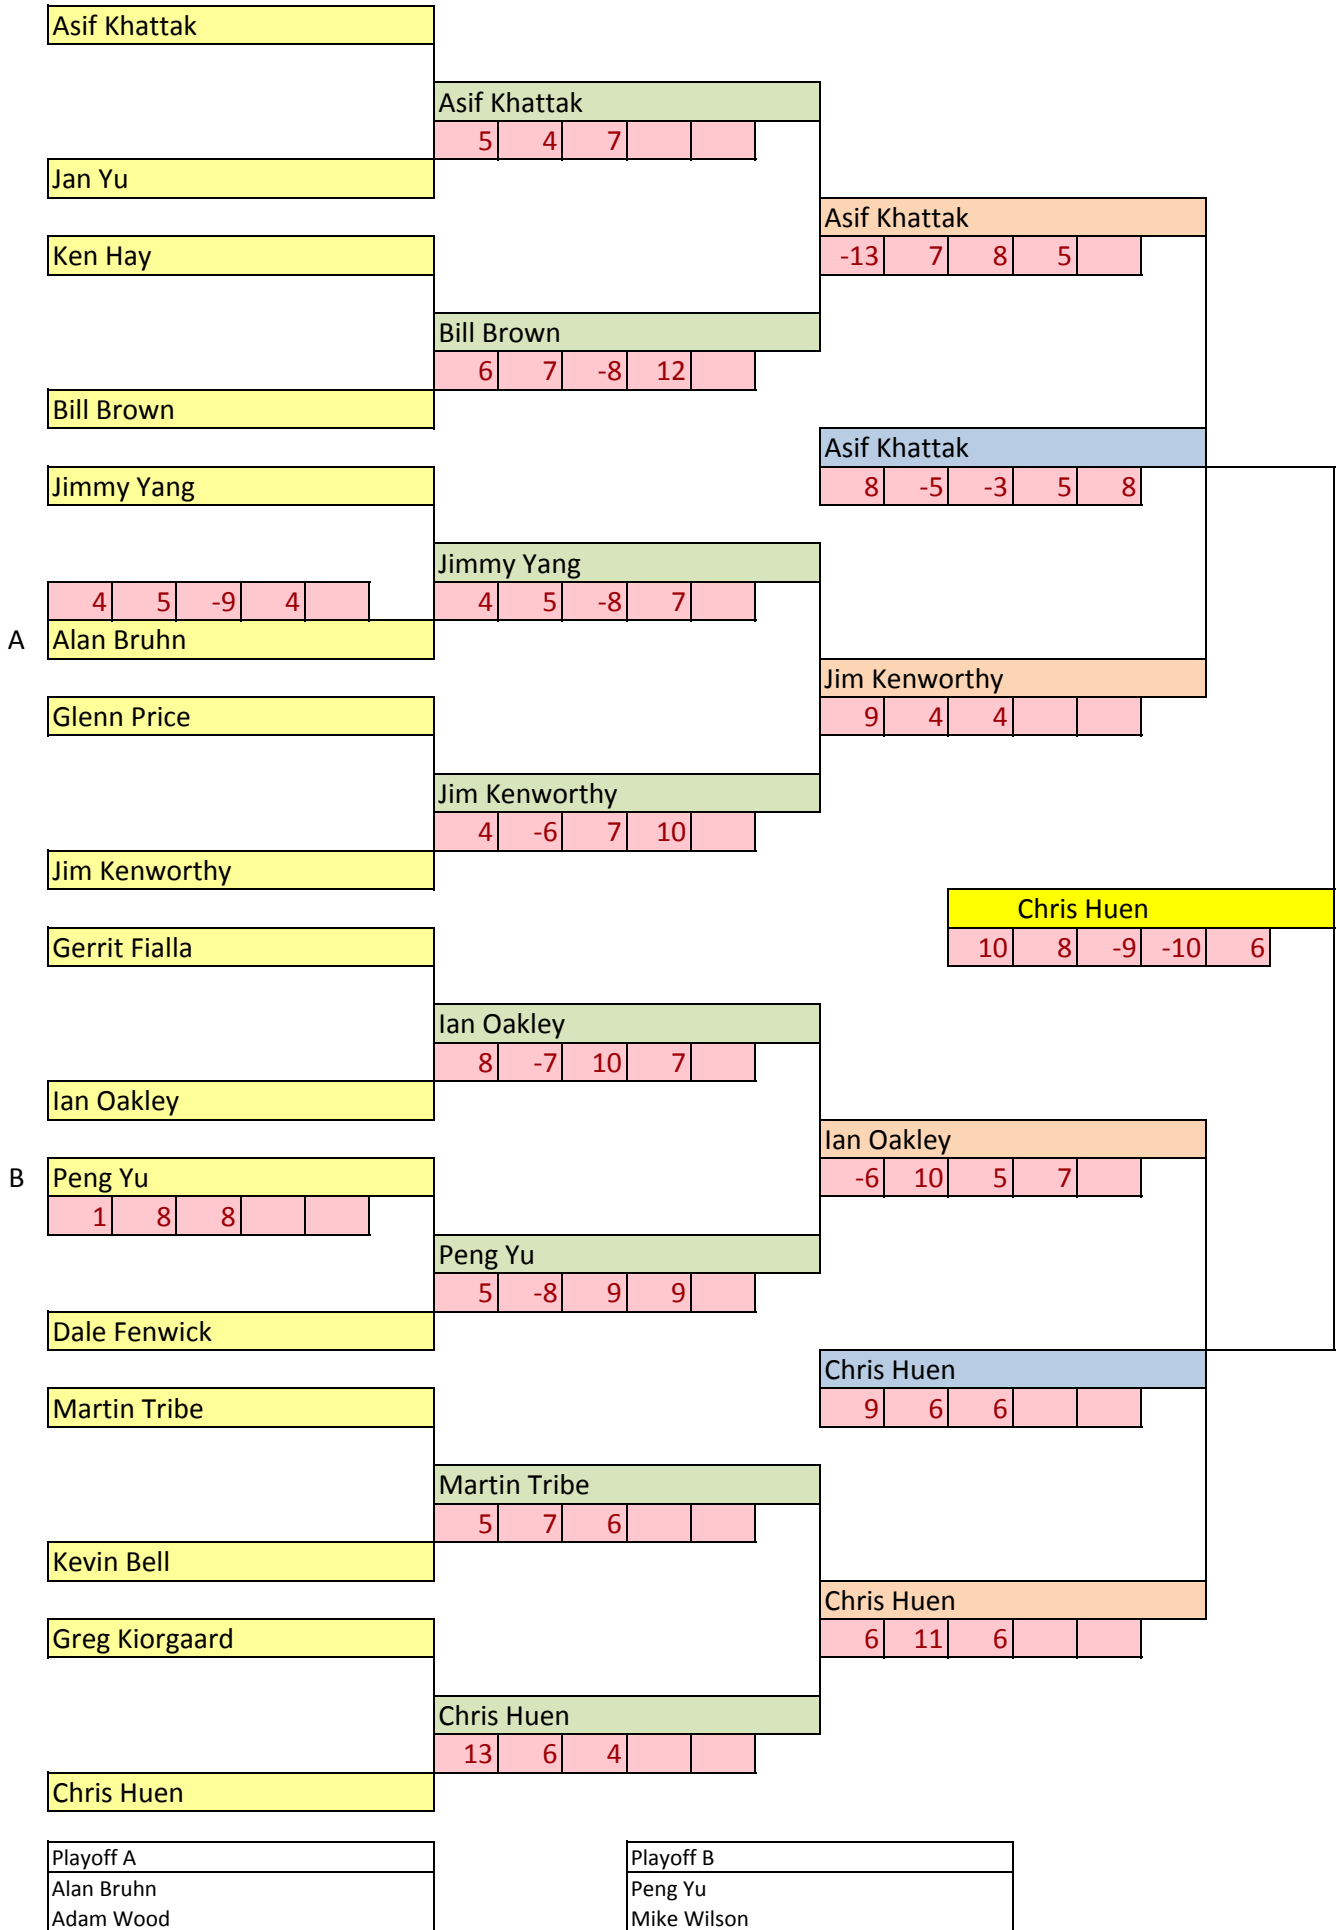 Asif Khattak
Asif Khattak
5 4 7
Jan Yu
Asif Khattak
Ken Hay
-13 7 8 5
Bill Brown
6 7 -8 12
Bill Brown
Asif Khattak
Jimmy Yang
8 -5 -3 5 8
Jimmy Yang
4 5 -9 4
4 5 -8 7
A Alan Bruhn
Jim Kenworthy
Glenn Price
9 4 4
Jim Kenworthy
4 -6 7 10
Jim Kenworthy
Chris Huen
Gerrit Fialla
10 8 -9 -10 6
Ian Oakley
8 -7 10 7
Ian Oakley
Ian Oakley
B Peng Yu
-6 10 5 7
1 8 8
Peng Yu
5 -8 9 9
Dale Fenwick
Chris Huen
Martin Tribe
9 6 6
Martin Tribe
5 7 6
Kevin Bell
Chris Huen
Greg Kiorgaard
6 11 6
Chris Huen
13 6 4
Chris Huen
Playoff A
Playoff B
Alan Bruhn
Peng Yu
Adam Wood
Mike Wilson